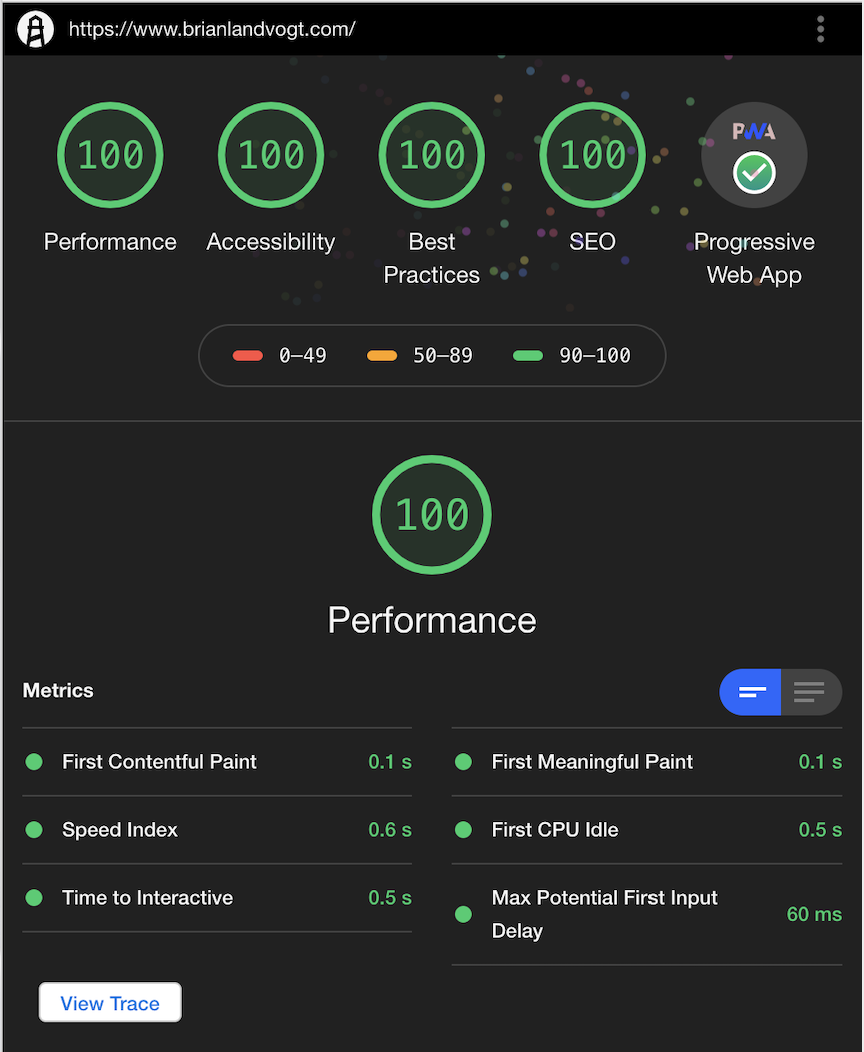 https://www.brianlandvogt.com/
100
100
100
100
PWA
Performance
Accessibility
Best
Practices
SEO
Progressive
Web App
0–49
50–89
90–100
100
Performance
Metrics
First Contentful Paint 0.1 s
First Meaningful Paint 0.1 s
Speed Index 0.6 s
First CPU Idle 0.5 s
Time to Interactive 0.5 s
Max Potential First Input
Delay
60 ms
View Trace